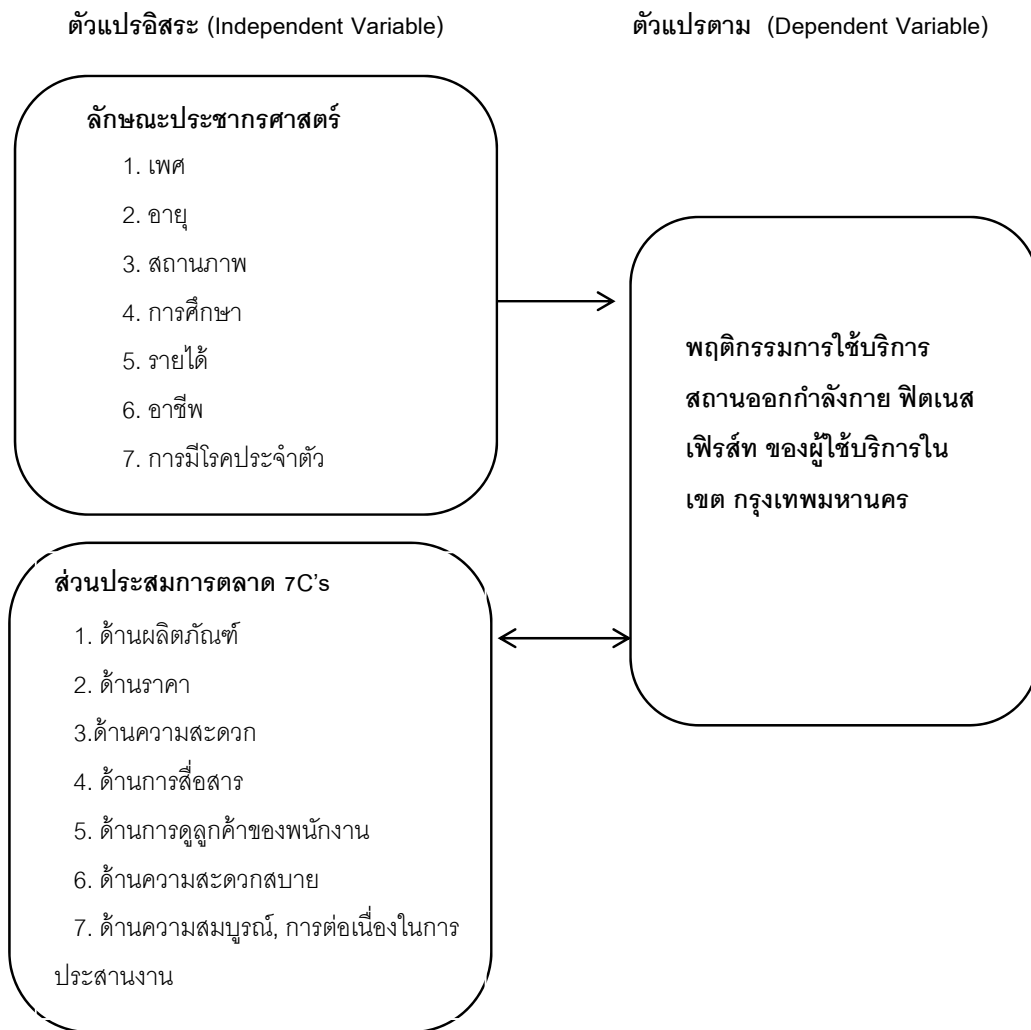 ตัวแปรอิสระ (Independent Variable)
ตัวแปรตาม (Dependent Variable)
ลักษณะประชากรศาสตร์
1. เพศ
2. อายุ
3. สถานภาพ
4. การศึกษา
5. รายได้
6. อาชีพ
7. การมีโรคประจำตัว
พฤติกรรมการใช้บริการ
สถานออกกำลังกาย ฟิตเนส
เฟิรส์ท ของผู้ใช้บริการใน
เขต กรุงเทพมหานคร
ส่วนประสมการตลาด 7C's
1. ด้านผลิตภัณฑ์
2. ด้านราคา
3.ด้านความสะดวก
4. ด้านการสื่อสาร
5. ด้านการดูลูกค้าของพนักงาน
6. ด้านความสะดวกสบาย
7. ด้านความสมบูรณ์, การต่อเนื่องในการ
ประสานงาน